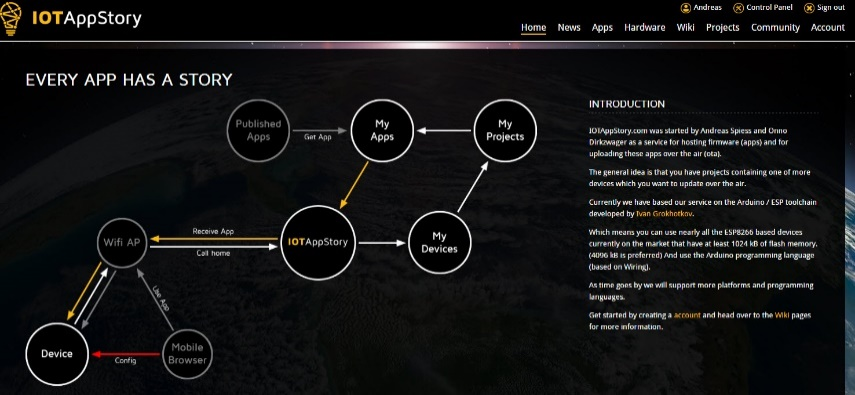 IOTAppStory
Andreas Control Panel Sign out
Home News Apps Hardware Wiki Projects Community Account
EVERY APP HAS A STORY
Published
Apps
Get App
My
Apps
My
Projects
Wifi AP
Receive App
Call home
IOTAppStory
My
Devices
Use App
Device
Config
Mobile
Browser
INTRODUCTION
IOTAppStory.com was started by Andreas Spiess and Onno
Dirkzwager as a service for hosting firmware (apps) and for
uploading these apps over the air (ota).
The general idea is that you have projects containing one of more
devices which you want to update over the air.
Currently we have based our service on the Arduino / ESP toolchain
developed by Ivan Grokhotkov.
Which means you can use nearly all the ESP8266 based devices
currently on the market that have at least 1024 kB of flash memory.
(4096 kB is preferred) And use the Arduino programming language
(based on Wiring).
As time goes by we will support more platforms and programming
languages.
Get started by creating a account and head over to the Wiki pages
for more information.